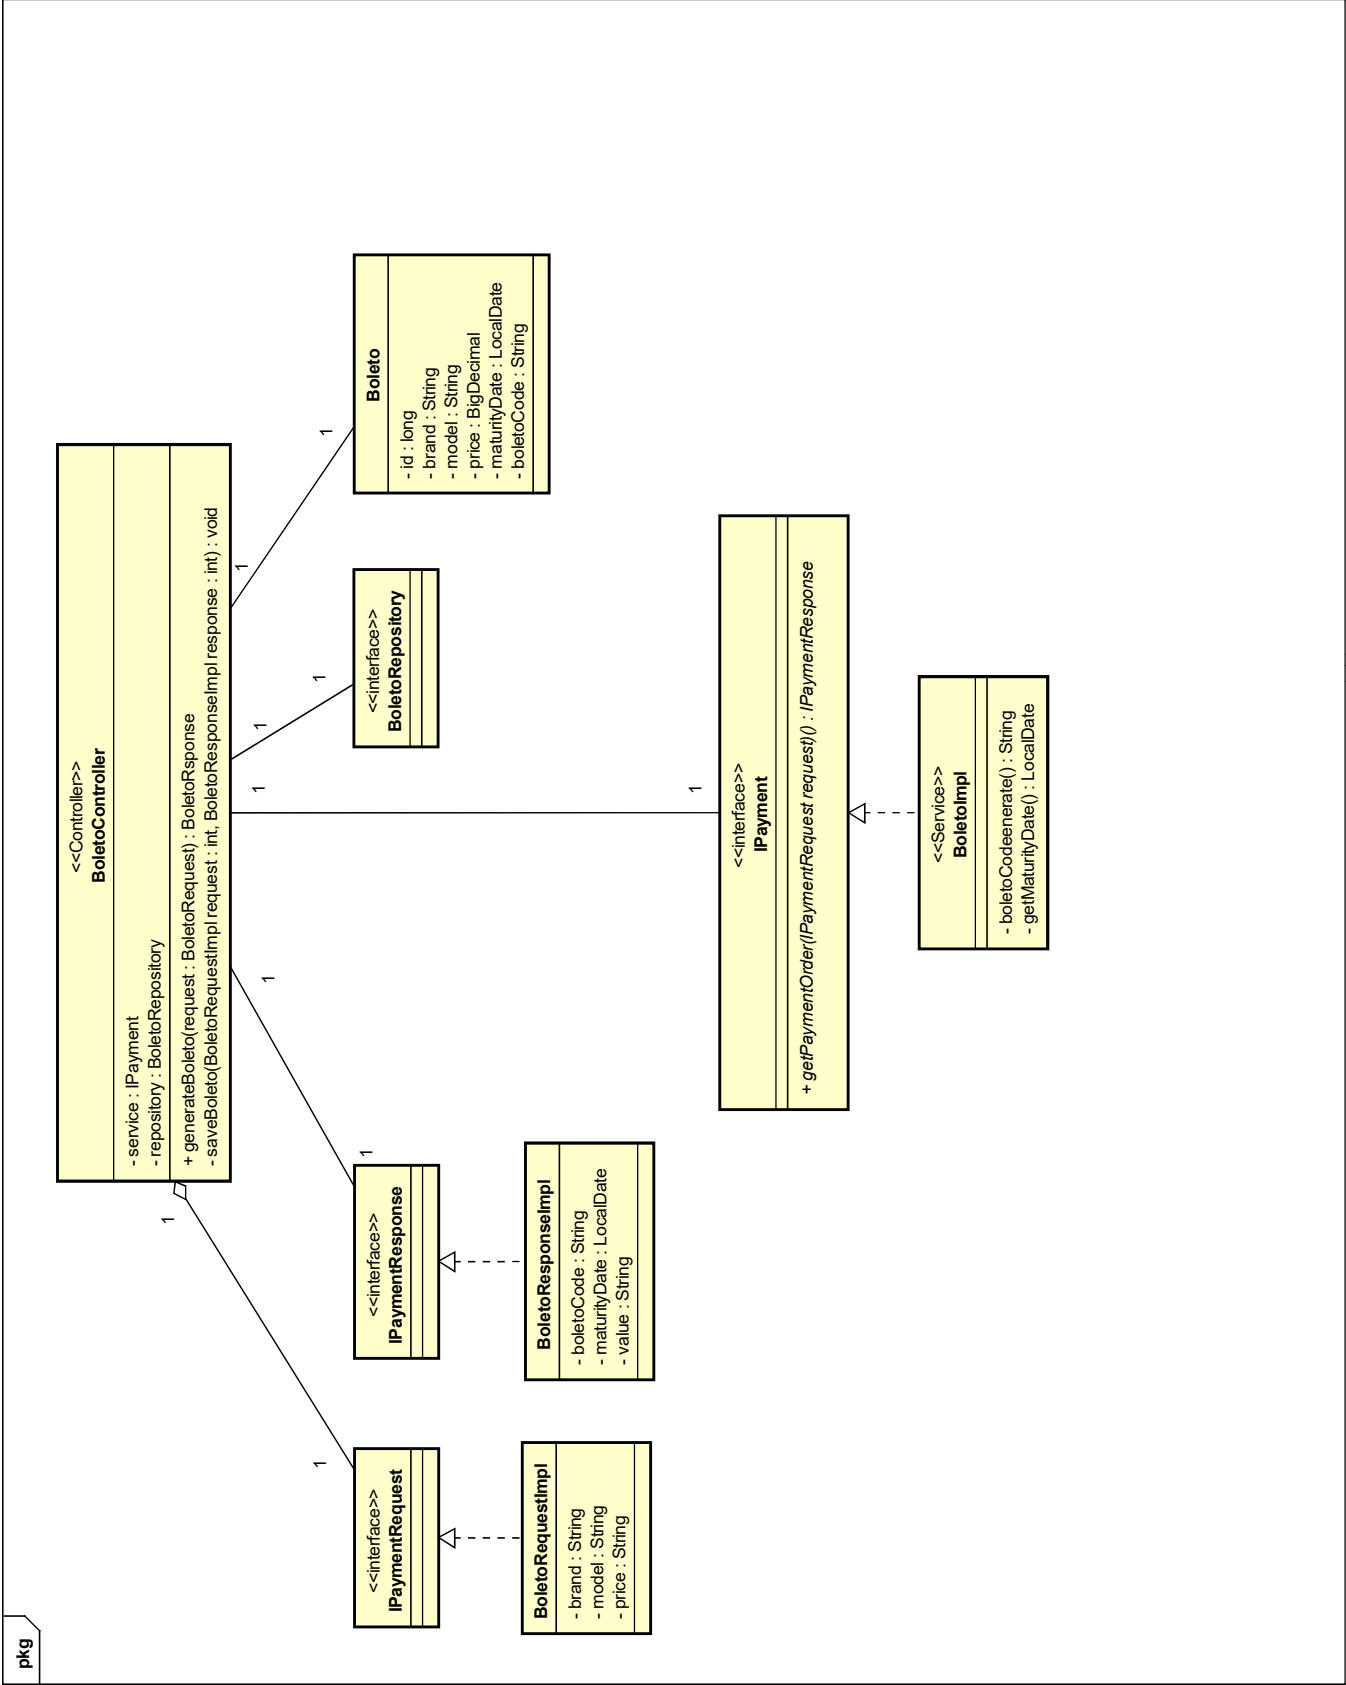 pkg
<<Controller>>
BoletoController
- service : IPayment
- repository : BoletoRepository
+ generateBoleto(request : BoletoRequest) : BoletoRsponse
- saveBoleto(BoletoRequestImpl request : int, BoletoResponseImpl response : int) : void
1
1
1
1
1
1
1
1
1
1
<<interface>>
IPaymentRequest
<<interface>>
IPaymentResponse
<<interface>>
BoletoRepository
Boleto
- id : long
- brand : String
- model : String
- price : BigDecimal
- maturityDate : LocalDate
- boletoCode : String
BoletoRequestImpl
- brand : String
- model : String
- price : String
BoletoResponseImpl
- boletoCode : String
- maturityDate : LocalDate
- value : String
<<interface>>
IPayment
+ getPaymentOrder(IPaymentRequest request)() : IPaymentResponse
<<Service>>
BoletoImpl
- boletoCodeenerate() : String
- getMaturityDate() : LocalDate